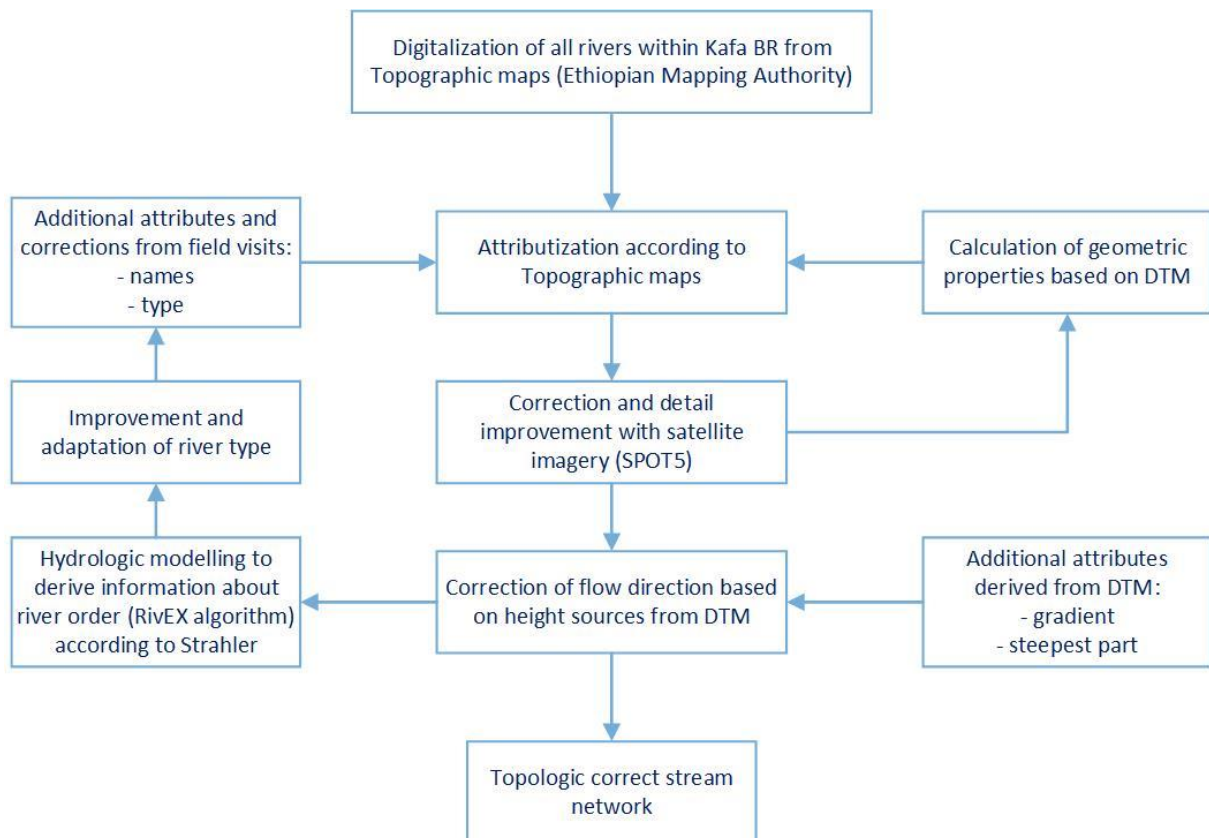 Digitalization of all rivers within Kafa BR from
Topographic maps (Ethiopian Mapping Authority)
Additional attributes and
corrections from field visits:
- names
- type
Attributization according to
Topographic maps
Calculation of geometric
properties based on DTM
Improvement and
adaptation of river type
Correction and detail
improvement with satellite
imagery (SPOT5)
Hydrologic modelling to
derive information about
river order (RivEX algorithm)
according to Strahler
Correction of flow direction based
on height sources from DTM
Additional attributes
derived from DTM:
- gradient
- steepest part
Topologic correct stream
network